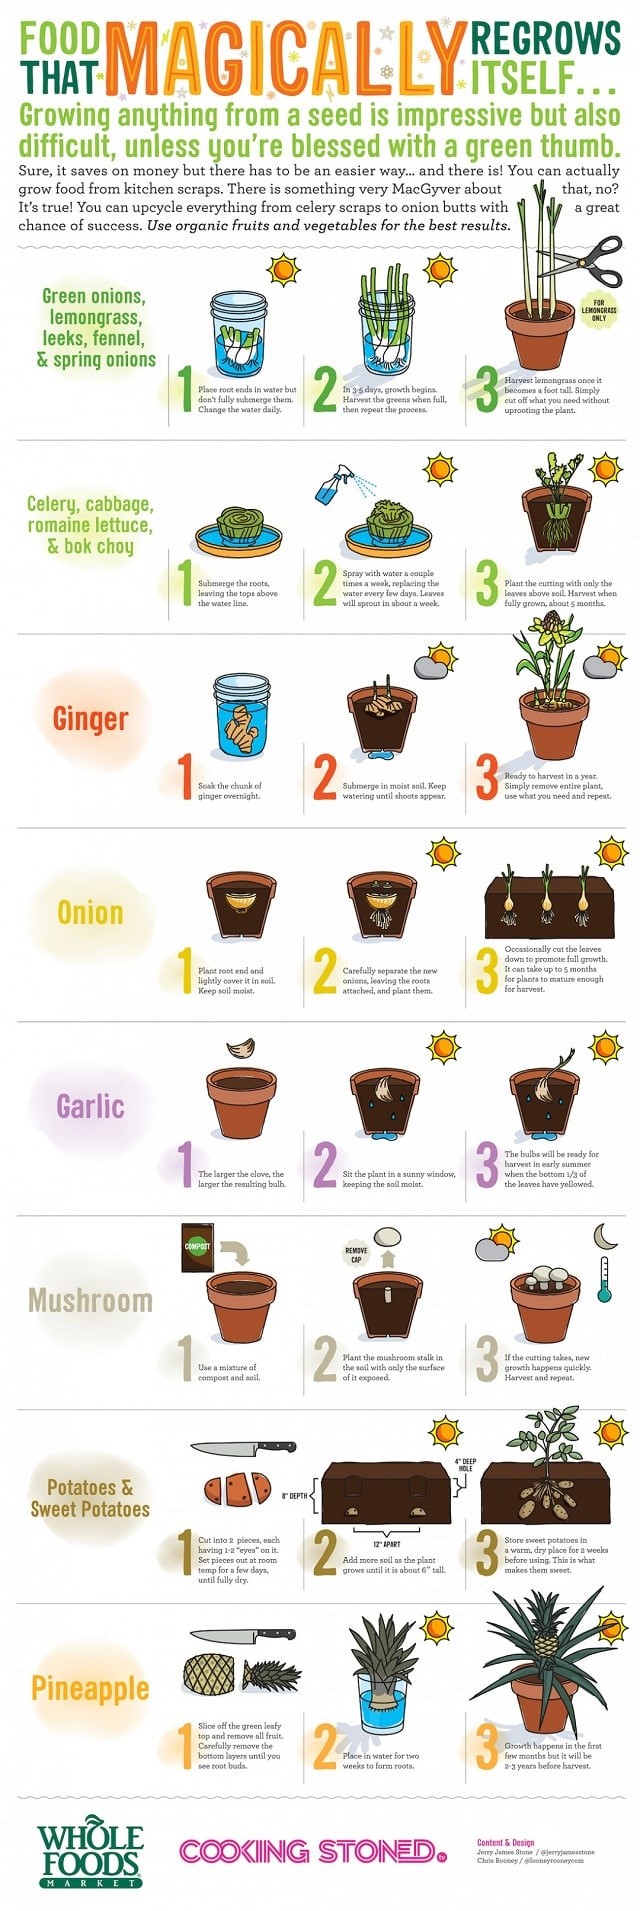 FOOD THAT MAGICALLY REGROWS ITSELF...
Growing anything from a seed is impressive but also
difficult, unless you're blessed with a green thumb.
Sure, it saves on money but there has to be an easier way... and there is! You can actually
grow food from kitchen scraps. There is something very MacGyver about that, no?
It's true! You can upcycle everything from celery scraps to onion butts with a great
chance of success. Use organic fruits and vegetables for the best results.
Green onions,
lemongrass,
leeks, fennel,
& spring onions
1
Place root ends in water but
don't fully submerge them.
Change the water daily.
2
In 3-5 days, growth begins.
Harvest the greens when full,
then repeat the process.
FOR
LEMONGRASS
ONLY
3
Harvest lemongrass once it
becomes a foot tall. Simply
cut off what you need without
uprooting the plant.
Celery, cabbage,
romaine lettuce,
& bok choy
1
Submerge the roots,
leaving the tops above
the water line.
2
Spray with water a couple
times a week, replacing the
water every few days. Leaves
will sprout in about a week.
3
Plant the cutting with only the
leaves above soil. Harvest when
fully grown, about 5 months.
Ginger
1
Soak the chunk of
ginger overnight.
2
Submerge in moist soil. Keep
watering until shoots appear.
3
Ready to harvest in a year.
Simply remove entire plant,
use what you need and repeat.
Onion
1
Plant root end and
lightly cover it in soil.
Keep soil moist.
2
Carefully separate the new
onions, leaving the roots
attached, and plant them.
3
Occasionally cut the leaves
down to promote full growth.
It can take up to 5 months
for plants to mature enough
for harvest.
Garlic
1
The larger the clove, the
larger the resulting bulb.
2
Sit the plant in a sunny window,
keeping the soil moist.
3
The bulbs will be ready for
harvest in early summer
when the bottom 1/3 of
the leaves have yellowed.
Mushroom
COMPOST
1
Use a mixture of
compost and soil.
REMOVE
CAP
2
Plant the mushroom stalk in
the soil with only the surface
of it exposed.
3
If the cutting takes, new
growth happens quickly.
Harvest and repeat.
Potatoes &
Sweet Potatoes
1
Cut into 2 pieces, each
having 1-2 "eyes" on it.
Set pieces out at room
temp for a few days,
until fully dry.
8" DEPTH
4" DEEP
HOLE
12" APART
2
Add more soil as the plant
grows until it is about 6" tall.
3
Store sweet potatoes in
a warm, dry place for 2 weeks
before using. This is what
makes them sweet.
Pineapple
1
Slice off the green leafy
top and remove all fruit.
Carefully remove the
bottom layers until you
see root buds.
2
Place in water for two
weeks to form roots.
3
Growth happens in the first
few months but it will be
2-3 years before harvest.
WHOLE
FOODS
MARKET
COOKING STONED tv
Content & Design
Jerry James Stone / @jerryjamesstone
Chris Rooney / @looneyrooneycom